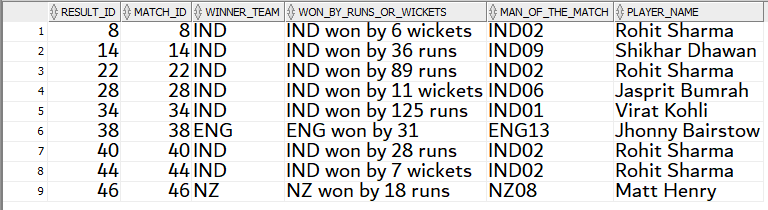 RESULT_ID MATCH_ID WINNER_TEAM WON_BY_RUNS_OR_WICKETS MAN_OF_THE_MATCH PLAYER_NAME
1 8 8 IND IND won by 6 wickets IND02 Rohit Sharma
2 14 14 IND IND won by 36 runs IND09 Shikhar Dhawan
3 22 22 IND IND won by 89 runs IND02 Rohit Sharma
4 28 28 IND IND won by 11 wickets IND06 Jasprit Bumrah
5 34 34 IND IND won by 125 runs IND01 Virat Kohli
6 38 38 ENG ENG won by 31 ENG13 Jhonny Bairstow
7 40 40 IND IND won by 28 runs IND02 Rohit Sharma
8 44 44 IND IND won by 7 wickets IND02 Rohit Sharma
9 46 46 NZ NZ won by 18 runs NZ08 Matt Henry